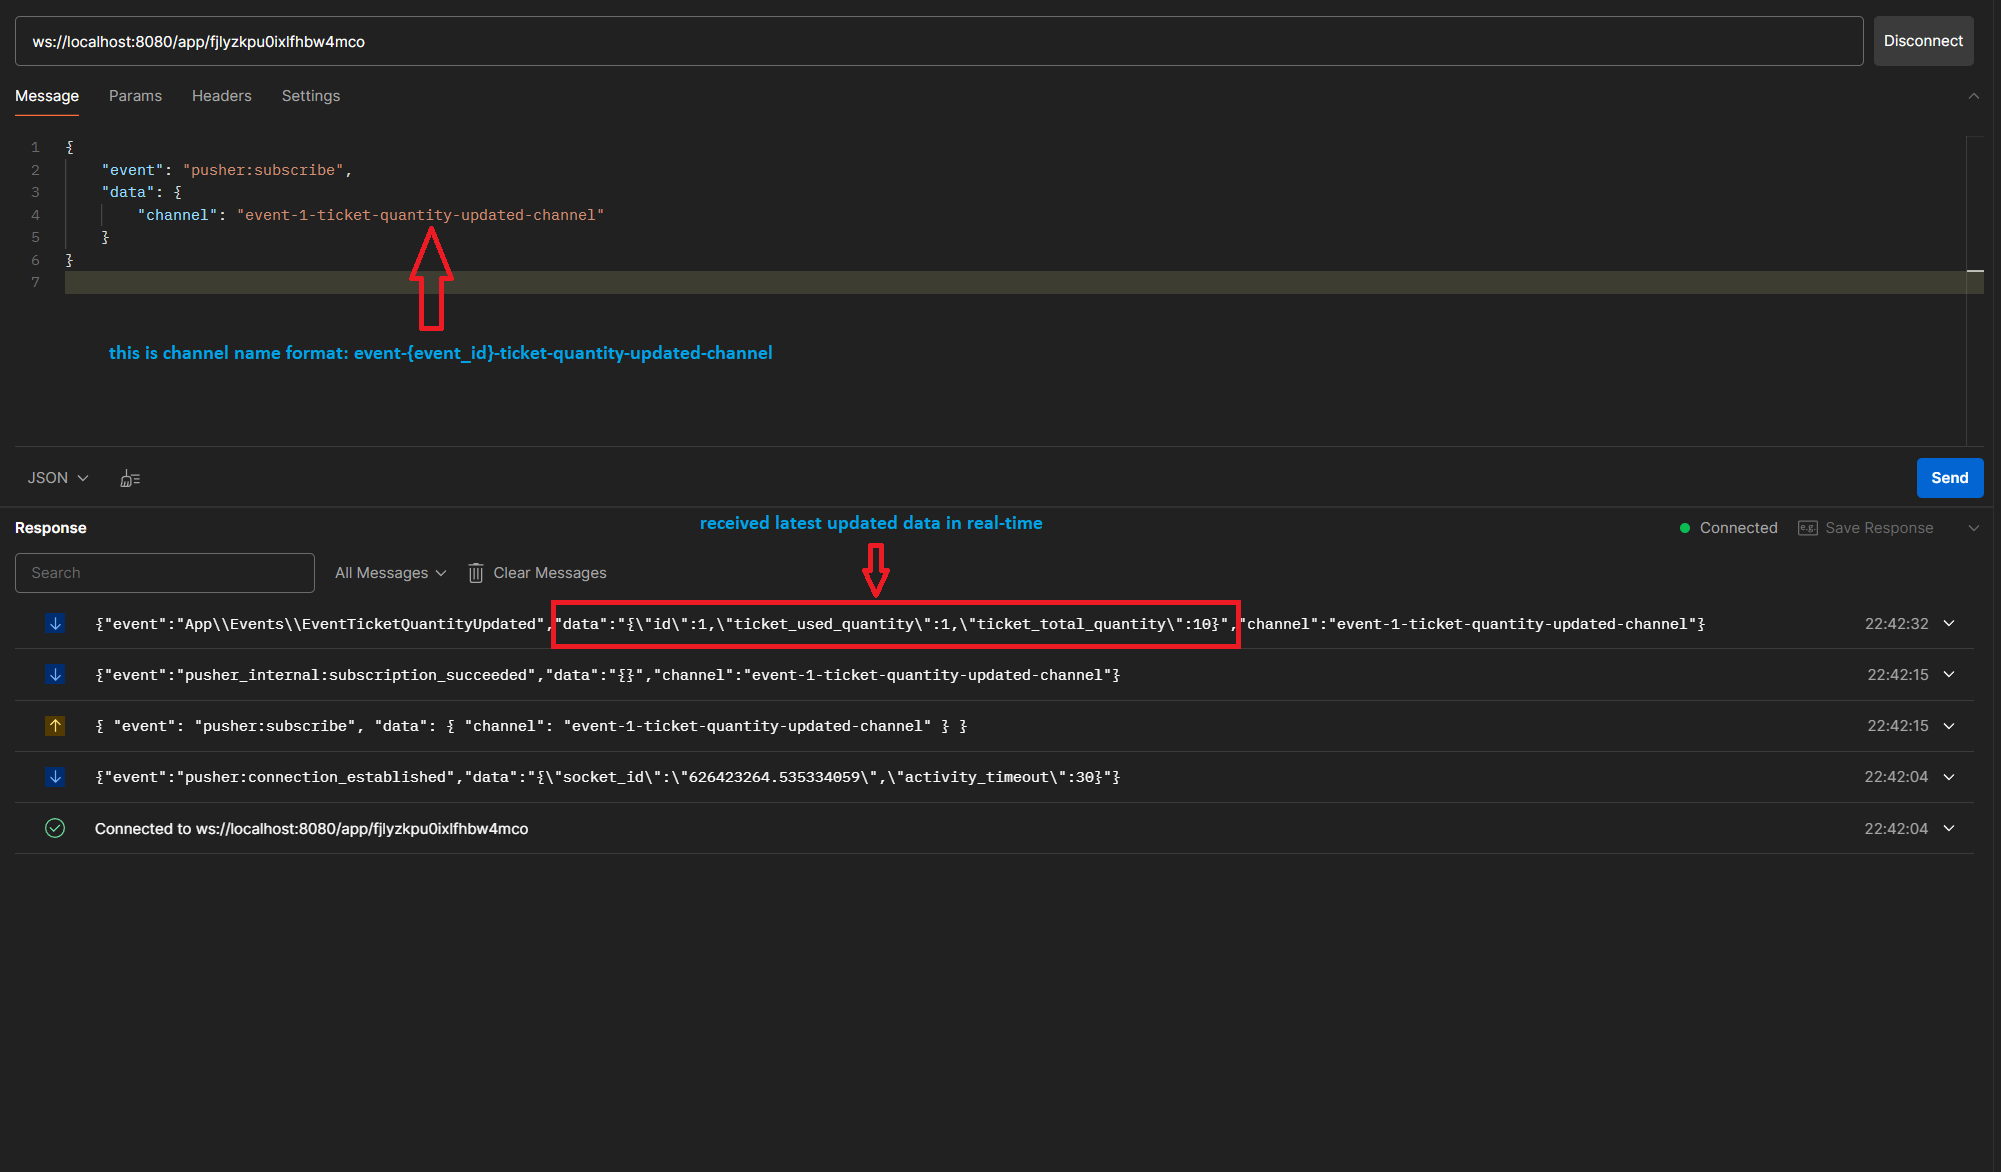 ws://localhost:8080/app/fjlyzkpu0ixlfhbw4mco
Disconnect
Message Params Headers Settings
1 {
2 "event": "pusher:subscribe",
3 "data": {
4 "channel": "event-1-ticket-quantity-updated-channel"
5 }
6 }
7
this is channel name format: event-{event_id}-ticket-quantity-updated-channel
JSON
Send
Response
received latest updated data in real-time
Connected
e.g. Save Response
Search
All Messages
Clear Messages
{"event":"App\\Events\\EventTicketQuantityUpdated","data":"{\"id\":1,\"ticket_used_quantity\":1,\"ticket_total_quantity\":10}","channel":"event-1-ticket-quantity-updated-channel"} 22:42:32
{"event":"pusher_internal:subscription_succeeded","data":"{}","channel":"event-1-ticket-quantity-updated-channel"} 22:42:15
{ "event": "pusher:subscribe", "data": { "channel": "event-1-ticket-quantity-updated-channel" } } 22:42:15
{"event":"pusher:connection_established","data":"{\"socket_id\":\"626423264.535334059\",\"activity_timeout\":30}"} 22:42:04
Connected to ws://localhost:8080/app/fjlyzkpu0ixlfhbw4mco 22:42:04